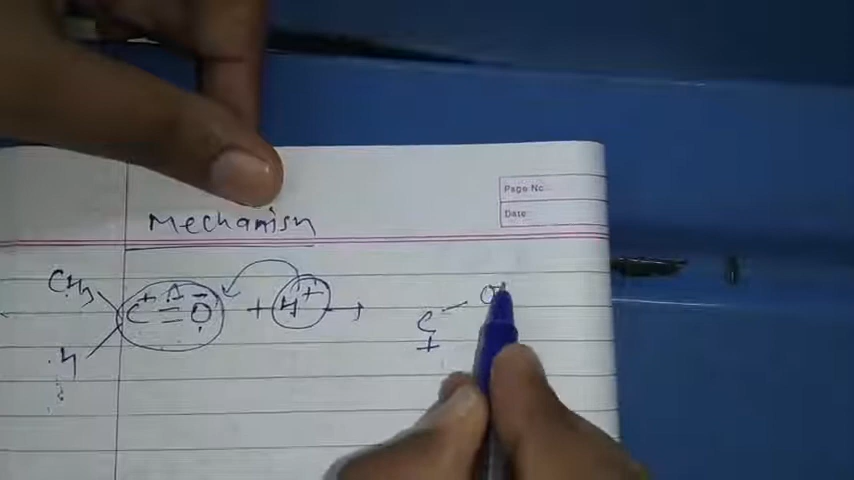 Page No.
Date
Mechanism
CH3
C = O + H+ →
H
C — O
+